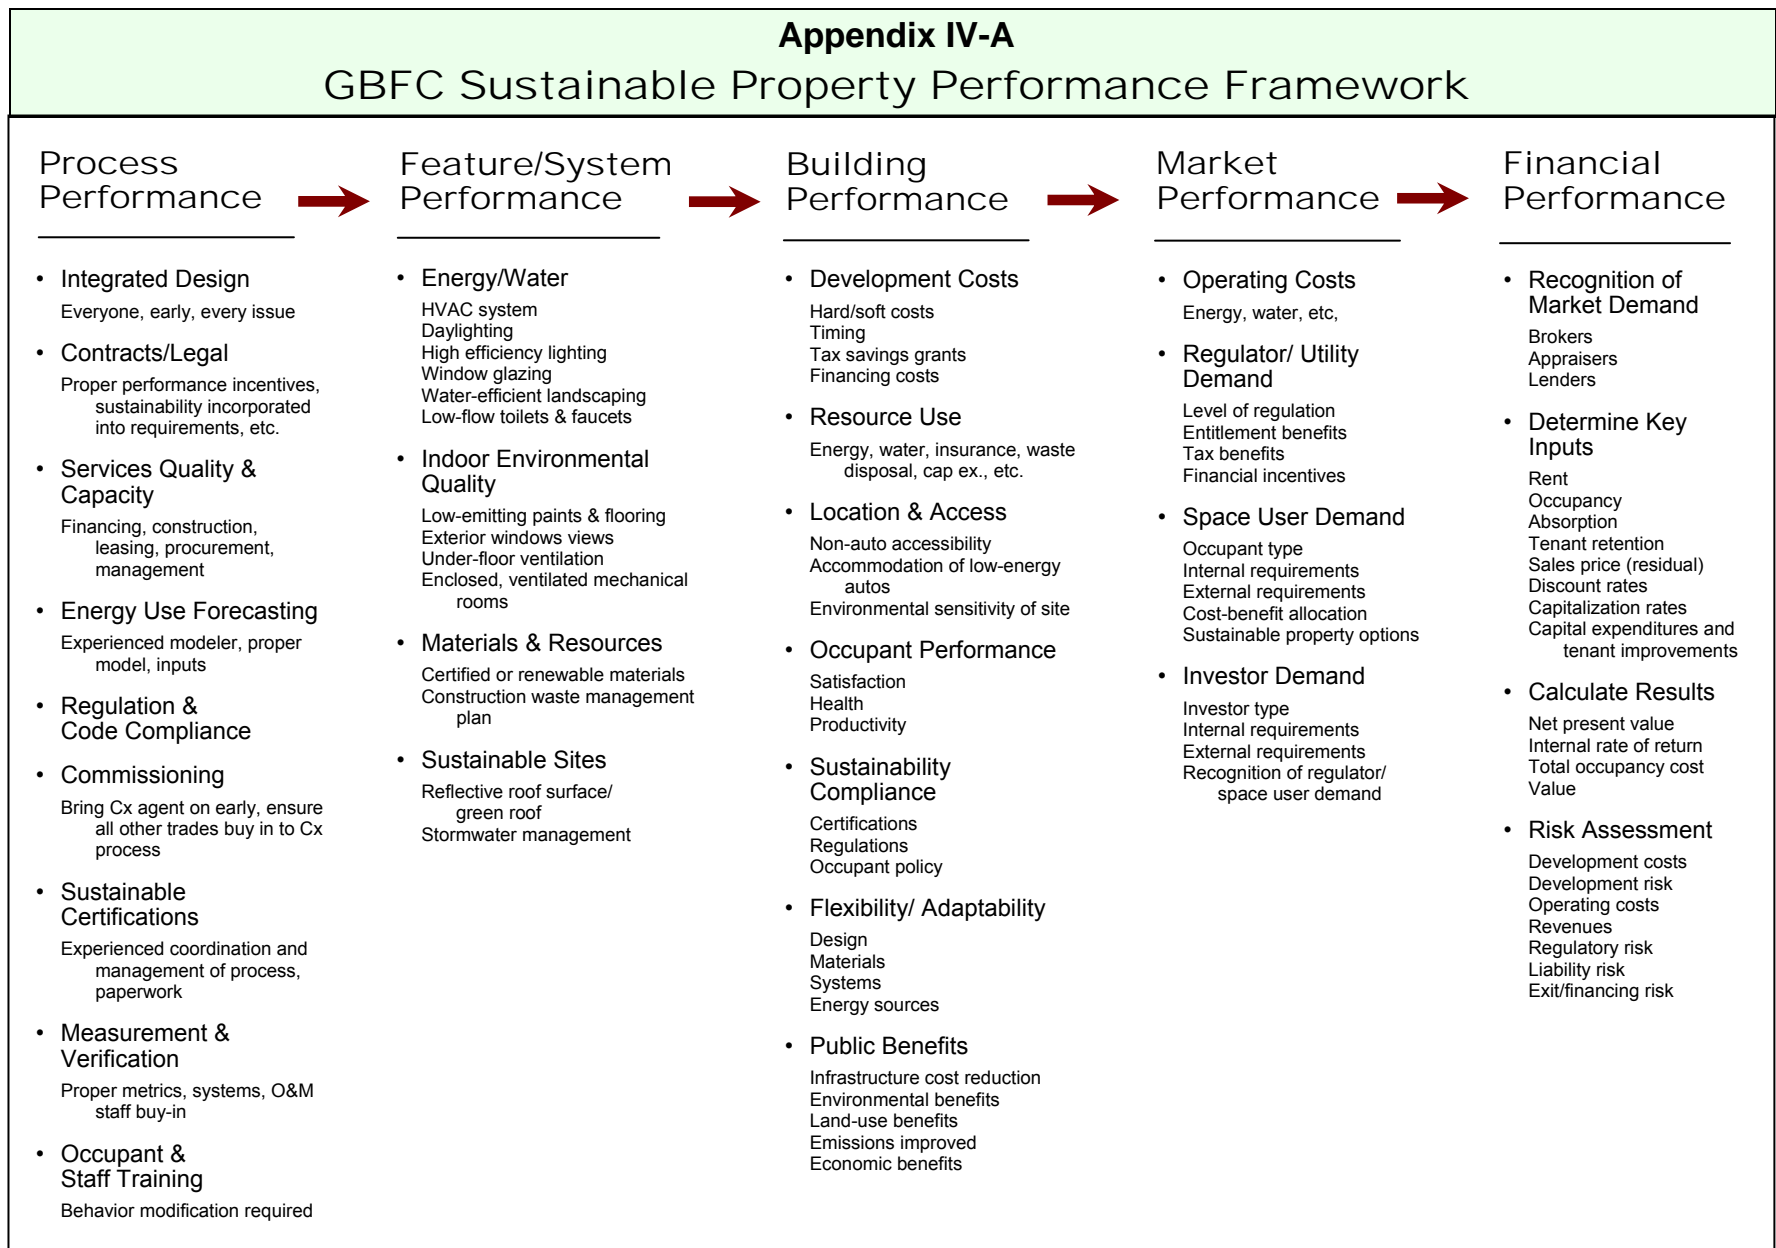 Appendix IV-A
GBFC Sustainable Property Performance Framework
Process
Performance
• Integrated Design
Everyone, early, every issue
• Contracts/Legal
Proper performance incentives,
sustainability incorporated
into requirements, etc.
• Services Quality &
Capacity
Financing, construction,
leasing, procurement,
management
• Energy Use Forecasting
Experienced modeler, proper
model, inputs
• Regulation &
Code Compliance
• Commissioning
Bring Cx agent on early, ensure
all other trades buy in to Cx
process
• Sustainable
Certifications
Experienced coordination and
management of process,
paperwork
• Measurement &
Verification
Proper metrics, systems, O&M
staff buy-in
• Occupant &
Staff Training
Behavior modification required
Feature/System
Performance
• Energy/Water
HVAC system
Daylighting
High efficiency lighting
Window glazing
Water-efficient landscaping
Low-flow toilets & faucets
• Indoor Environmental
Quality
Low-emitting paints & flooring
Exterior windows views
Under-floor ventilation
Enclosed, ventilated mechanical
rooms
• Materials & Resources
Certified or renewable materials
Construction waste management
plan
• Sustainable Sites
Reflective roof surface/
green roof
Stormwater management
Building
Performance
• Development Costs
Hard/soft costs
Timing
Tax savings grants
Financing costs
• Resource Use
Energy, water, insurance, waste
disposal, cap ex., etc.
• Location & Access
Non-auto accessibility
Accommodation of low-energy
autos
Environmental sensitivity of site
• Occupant Performance
Satisfaction
Health
Productivity
• Sustainability
Compliance
Certifications
Regulations
Occupant policy
• Flexibility/ Adaptability
Design
Materials
Systems
Energy sources
• Public Benefits
Infrastructure cost reduction
Environmental benefits
Land-use benefits
Emissions improved
Economic benefits
Market
Performance
• Operating Costs
Energy, water, etc,
• Regulator/ Utility
Demand
Level of regulation
Entitlement benefits
Tax benefits
Financial incentives
• Space User Demand
Occupant type
Internal requirements
External requirements
Cost-benefit allocation
Sustainable property options
• Investor Demand
Investor type
Internal requirements
External requirements
Recognition of regulator/
space user demand
Financial
Performance
• Recognition of
Market Demand
Brokers
Appraisers
Lenders
• Determine Key
Inputs
Rent
Occupancy
Absorption
Tenant retention
Sales price (residual)
Discount rates
Capitalization rates
Capital expenditures and
tenant improvements
• Calculate Results
Net present value
Internal rate of return
Total occupancy cost
Value
• Risk Assessment
Development costs
Development risk
Operating costs
Revenues
Regulatory risk
Liability risk
Exit/financing risk